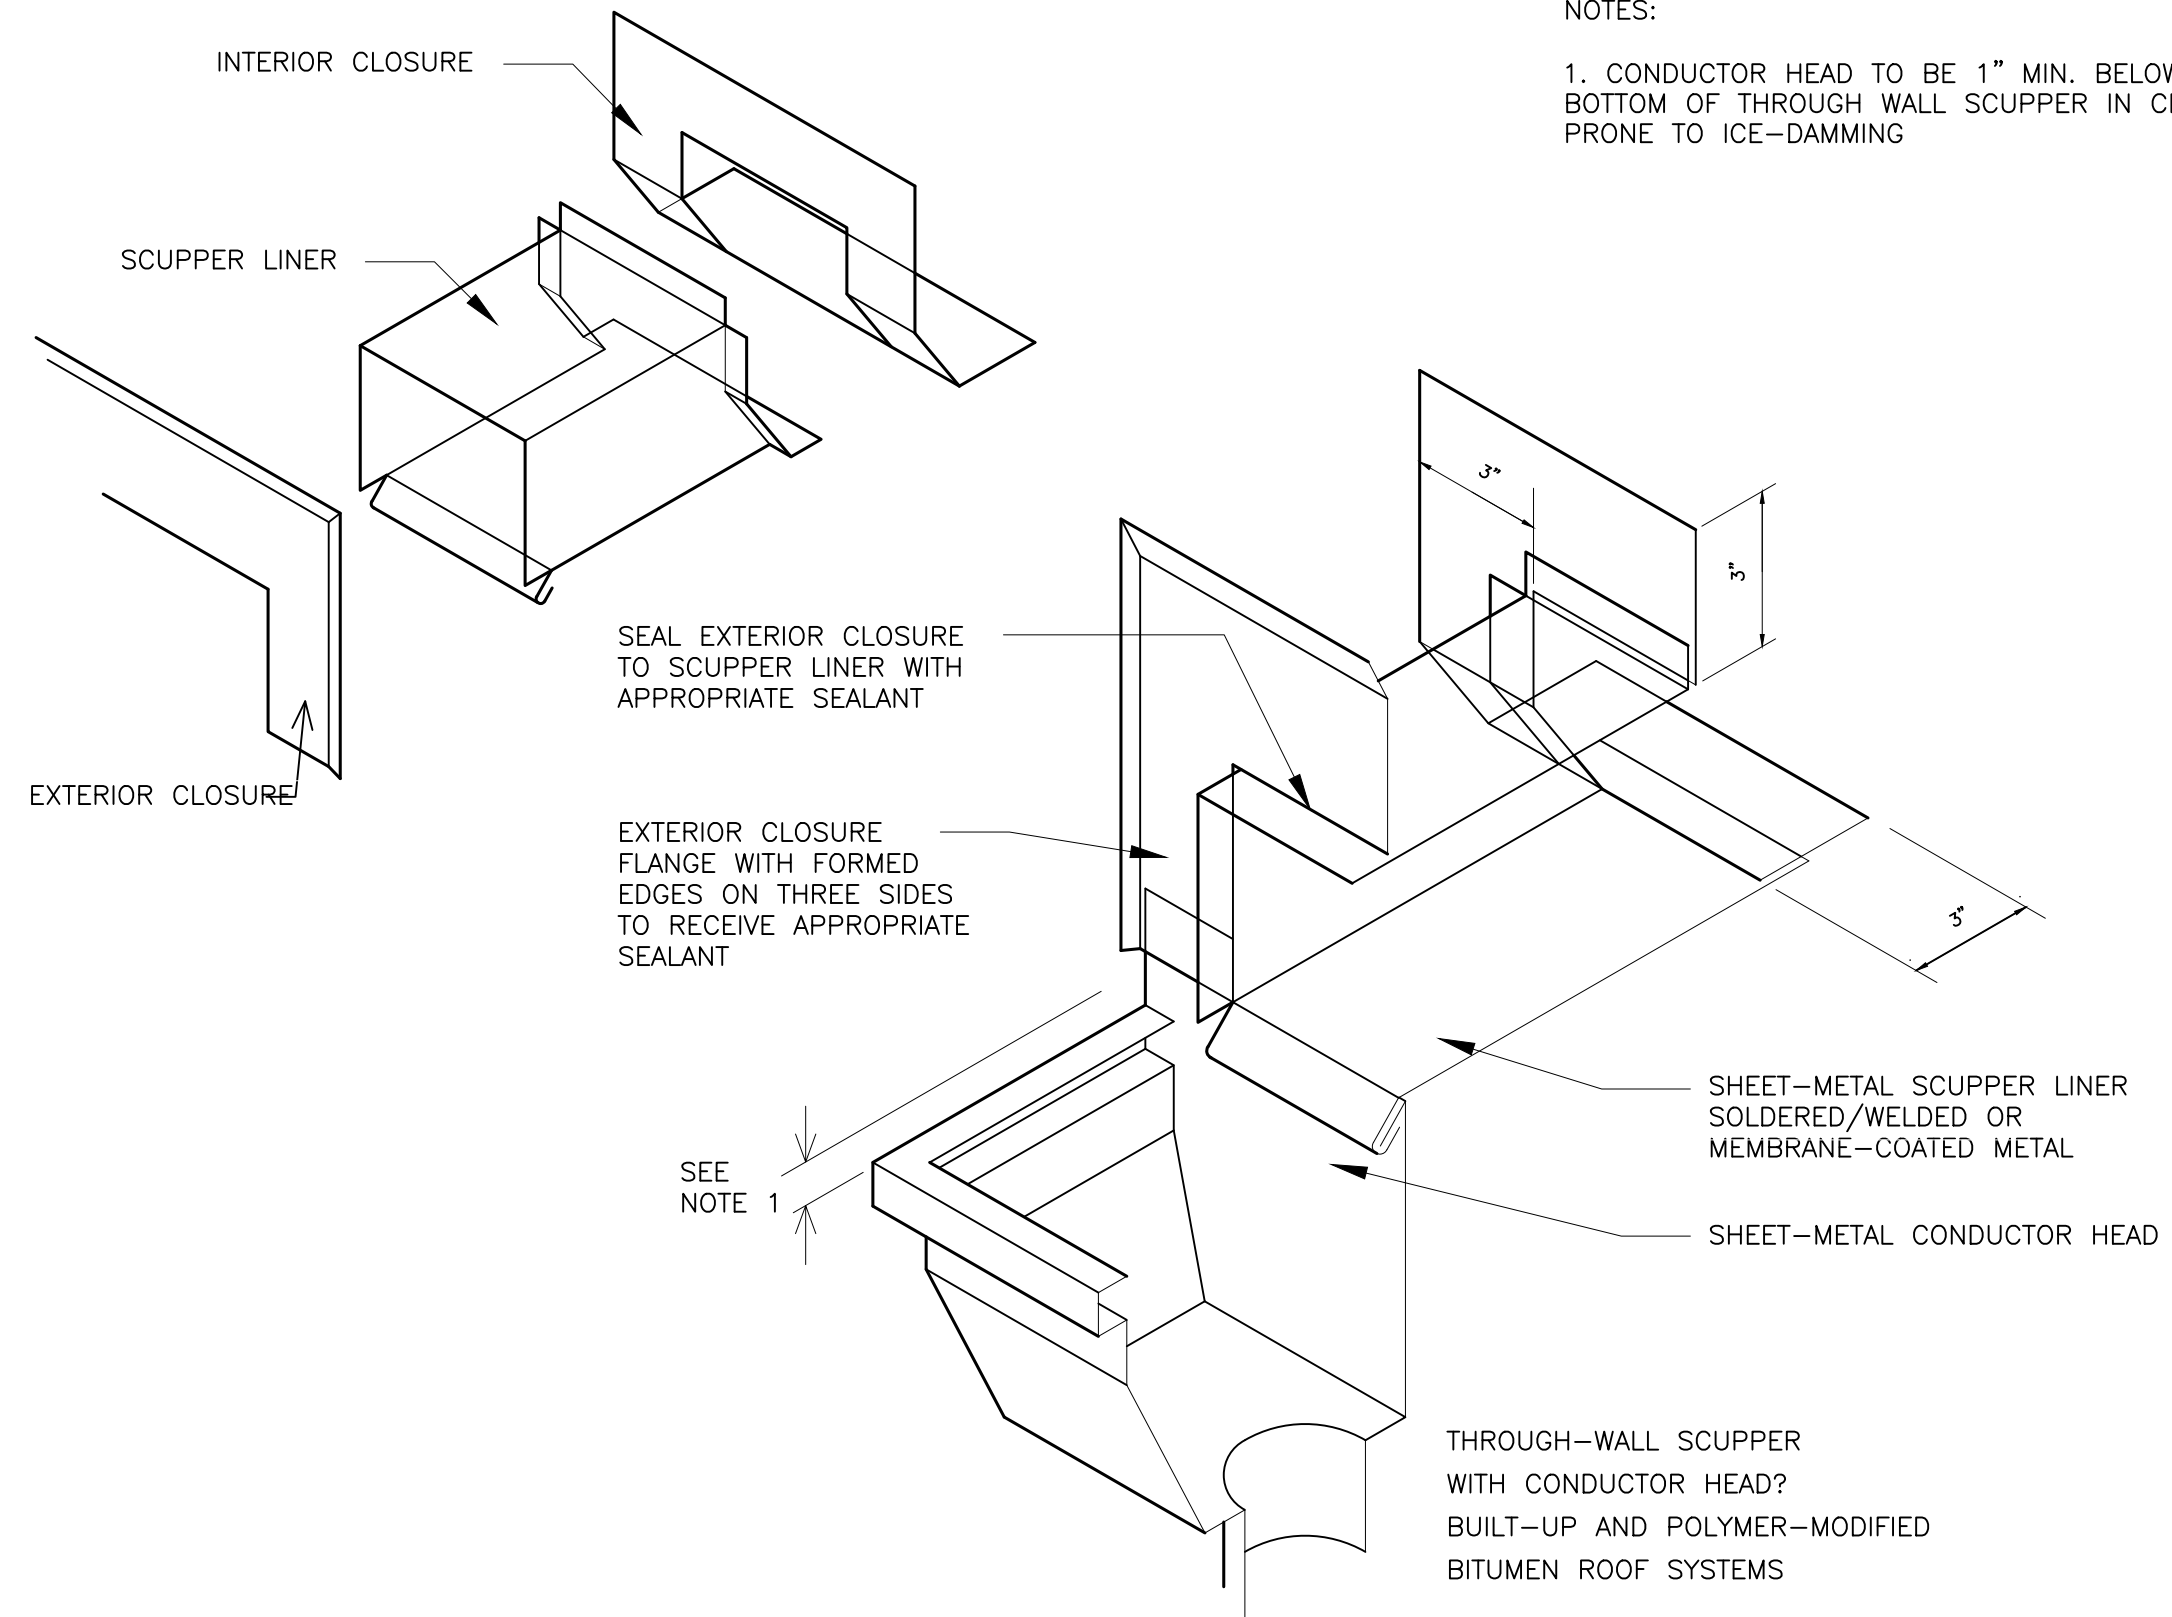 NOTES:
1. CONDUCTOR HEAD TO BE 1” MIN. BELOW
BOTTOM OF THROUGH WALL SCUPPER IN
PRONE TO ICE-DAMMING
INTERIOR CLOSURE
SCUPPER LINER
EXTERIOR CLOSURE
3”
3”
SEAL EXTERIOR CLOSURE
TO SCUPPER LINER WITH
APPROPRIATE SEALANT
EXTERIOR CLOSURE
FLANGE WITH FORMED
EDGES ON THREE SIDES
TO RECEIVE APPROPRIATE
SEALANT
3”
SEE
NOTE 1
SHEET-METAL SCUPPER LINER
SOLDERED/WELDED OR
MEMBRANE-COATED METAL
SHEET-METAL CONDUCTOR HEAD
THROUGH-WALL SCUPPER
WITH CONDUCTOR HEAD?
BUILT-UP AND POLYMER-MODIFIED
BITUMEN ROOF SYSTEMS